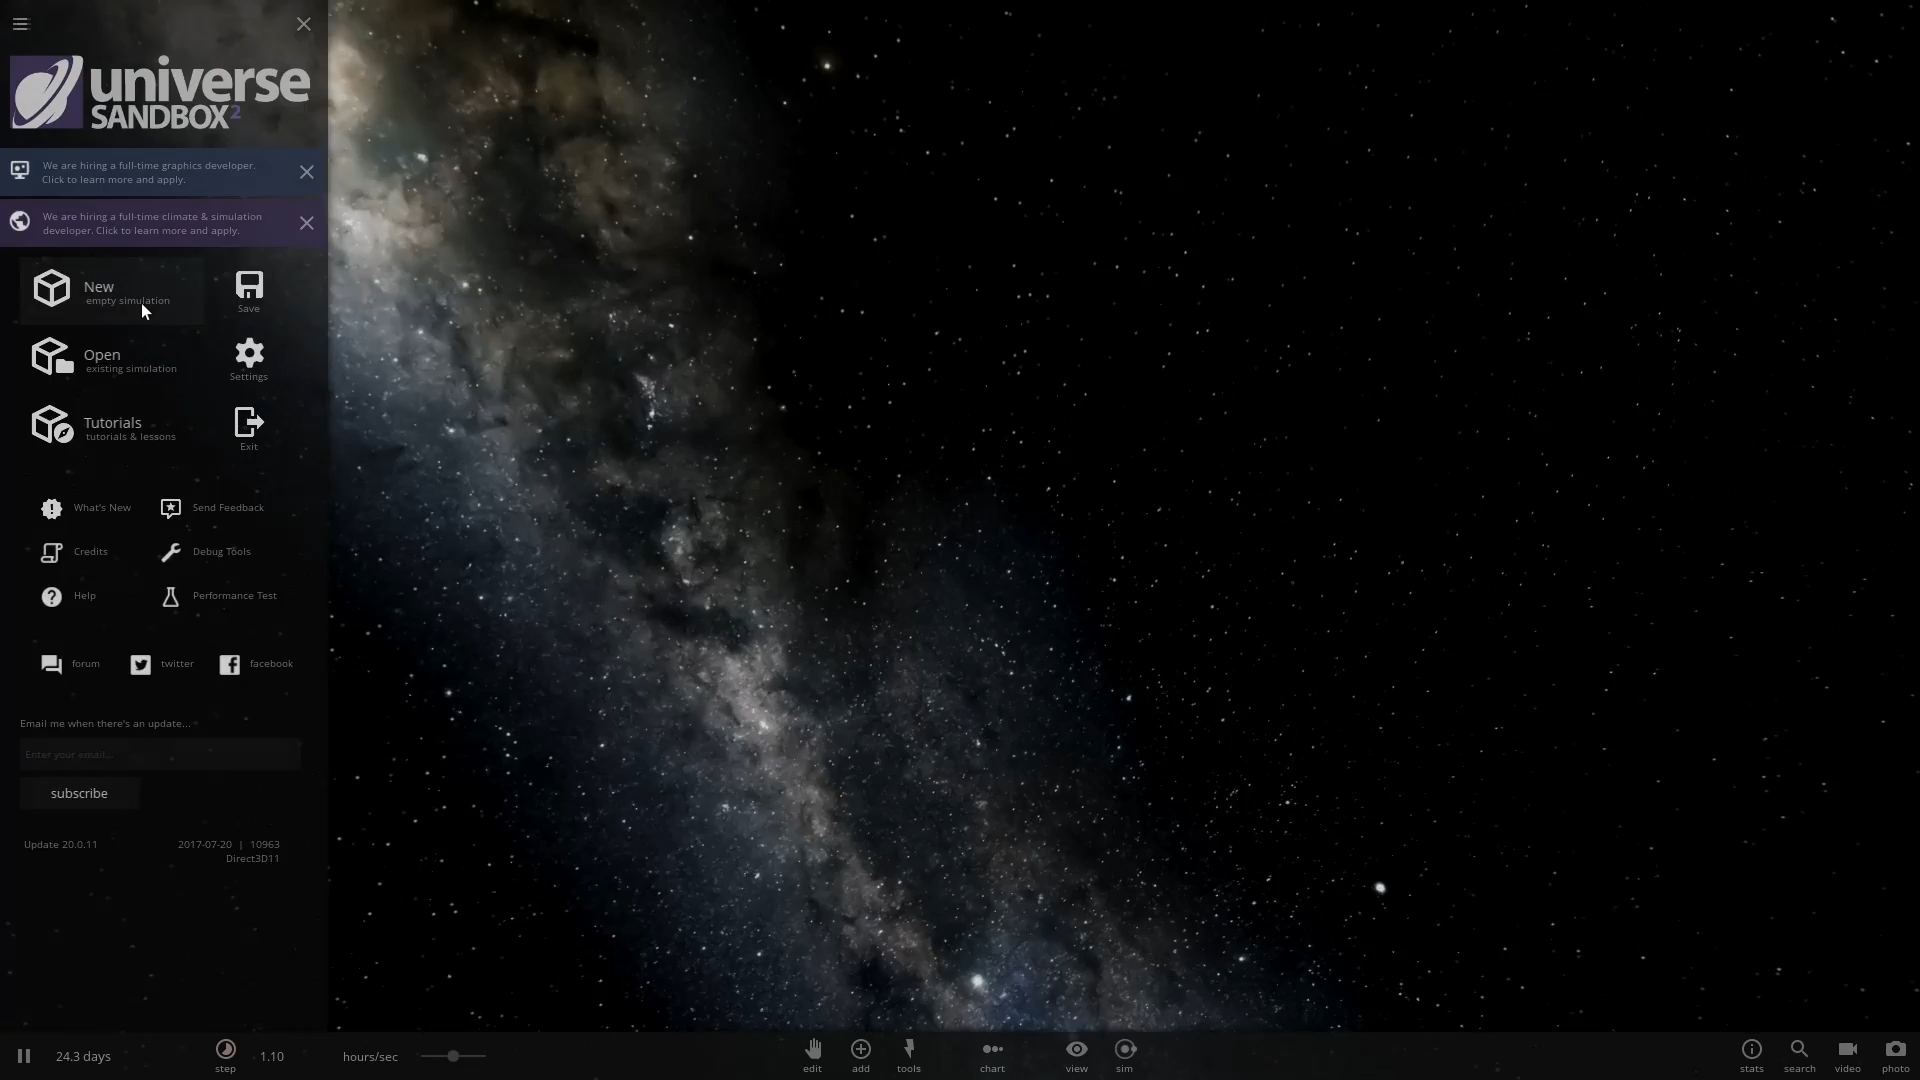 universe
SANDBOX 2
We are hiring a full-time graphics developer.
Click to learn more and apply.
We are hiring a full-time climate & simulation
developer. Click to learn more and apply.
New
empty simulation
Save
Open
existing simulation
Settings
Tutorials
tutorials & lessons
Exit
What's New
Send Feedback
Credits
Debug Tools
Help
Performance Test
forum
twitter
facebook
Email me when there's an update...
Enter your email...
subscribe
Update 20.0.11
2017-07-20 | 10963
Direct3D11
24.3 days
step
1.10
hours/sec
edit
add
tools
chart
view
sim
stats
search
video
photo